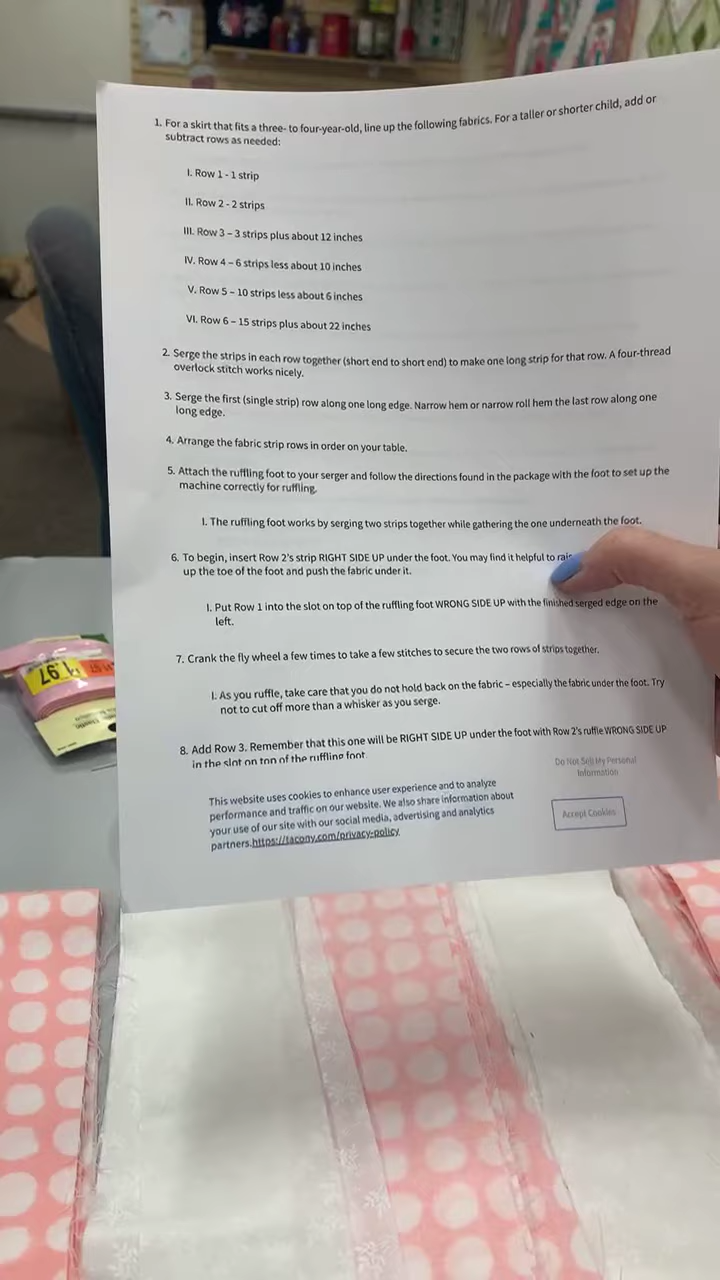 1. For a skirt that fits a three- to four-year-old, line up the following fabrics. For a taller or shorter child, add or
subtract rows as needed:
I. Row 1 - 1 strip
II. Row 2 - 2 strips
III. Row 3 – 3 strips plus about 12 inches
IV. Row 4 – 6 strips less about 10 inches
V. Row 5 – 10 strips less about 6 inches
VI. Row 6 – 15 strips plus about 22 inches
2. Serge the strips in each row together (short end to short end) to make one long strip for that row. A four-thread
overlock stitch works nicely.
3. Serge the first (single strip) row along one long edge. Narrow hem or narrow roll hem the last row along one
long edge.
4. Arrange the fabric strip rows in order on your table.
5. Attach the ruffling foot to your serger and follow the directions found in the package with the foot to set up the
machine correctly for ruffling.
I. The ruffling foot works by serging two strips together while gathering the one underneath the foot.
6. To begin, insert Row 2's strip RIGHT SIDE UP under the foot. You may find it helpful to
up the toe of the foot and push the fabric under it.
I. Put Row 1 into the slot on top of the ruffling foot WRONG SIDE UP with the finished serged edge on the
left.
7. Crank the fly wheel a few times to take a few stitches to secure the two rows of strips together.
I. As you ruffle, take care that you do not hold back on the fabric – especially the fabric under the foot. Try
not to cut off more than a whisker as you serge.
8. Add Row 3. Remember that this one will be RIGHT SIDE UP under the foot with Row 2's ruffle WRONG SIDE UP
in the slot on top of the ruffling foot.
This website uses cookies to enhance user experience and to analyze
performance and traffic on our website. We also share information about
your use of our site with our social media, advertising and analytics
partners.https://tacony.com/privacy-policy
Do Not Sell My Personal
Information
Accept Cookies
1.97